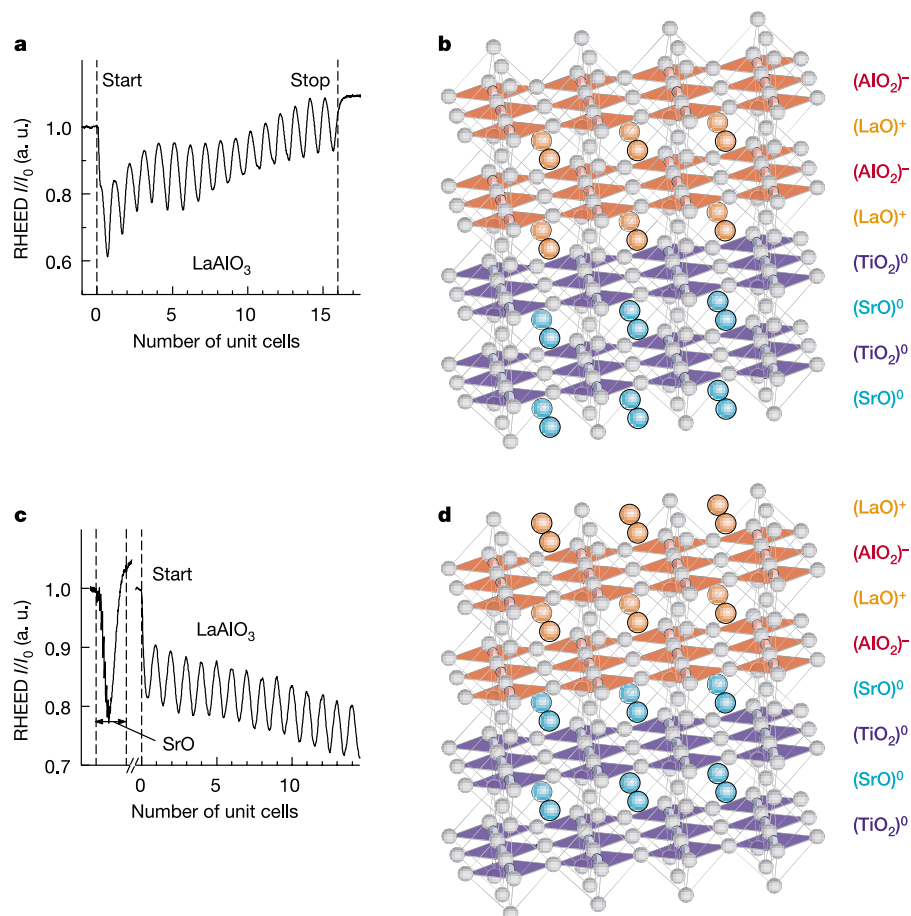 a
Start
Stop
1.0
0.8
0.6
RHEED I/I₀ (a. u.)
LaAlO₃
0
5
10
15
Number of unit cells
b
(AlO₂)⁻
(LaO)⁺
(AlO₂)⁻
(LaO)⁺
(TiO₂)⁰
(SrO)⁰
(TiO₂)⁰
(SrO)⁰
c
Start
1.0
0.9
0.8
0.7
RHEED I/I₀ (a. u.)
LaAlO₃
SrO
0
5
10
Number of unit cells
d
(LaO)⁺
(AlO₂)⁻
(LaO)⁺
(AlO₂)⁻
(SrO)⁰
(TiO₂)⁰
(SrO)⁰
(TiO₂)⁰